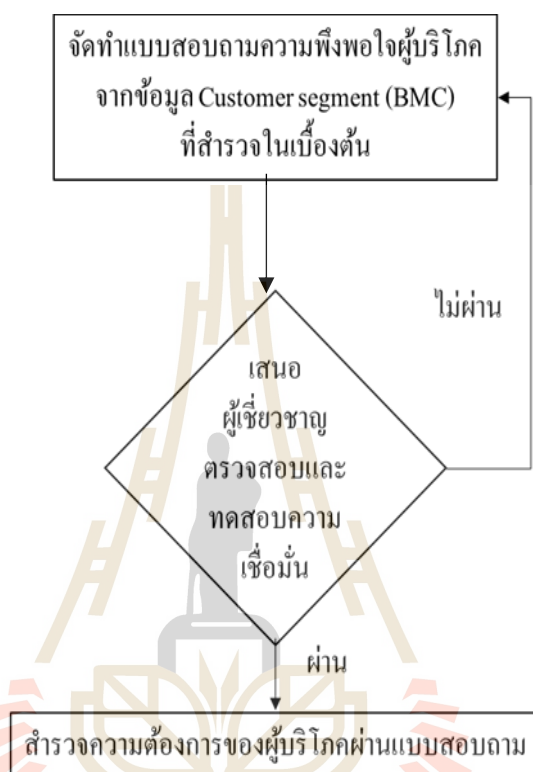 จัดทำแบบสอบถามความพึงพอใจผู้บริโภค
จากข้อมูล Customer segment (BMC)
ที่สำรวจในเบื้องต้น
ไม่ผ่าน
เสนอ
ผู้เชี่ยวชาญ
ตรวจสอบและ
ทดสอบความ
เชื่อมั่น
ผ่าน
สำรวจความต้องการของผู้บริโภคผ่านแบบสอบถาม